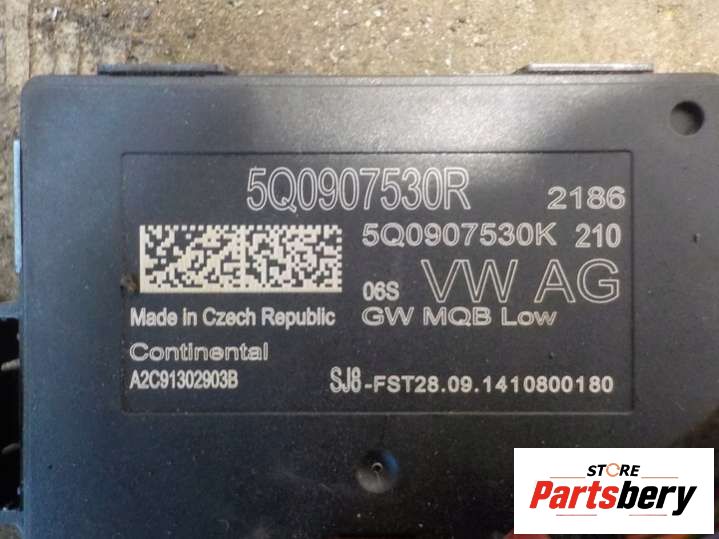 5Q0907530R
2186
5Q0907530K 210
06S VW AG
Made in Czech Republic GW MQB Low
Continental
A2C91302903B SJ8-FST28.09.1410800180
STORE
Partsbery